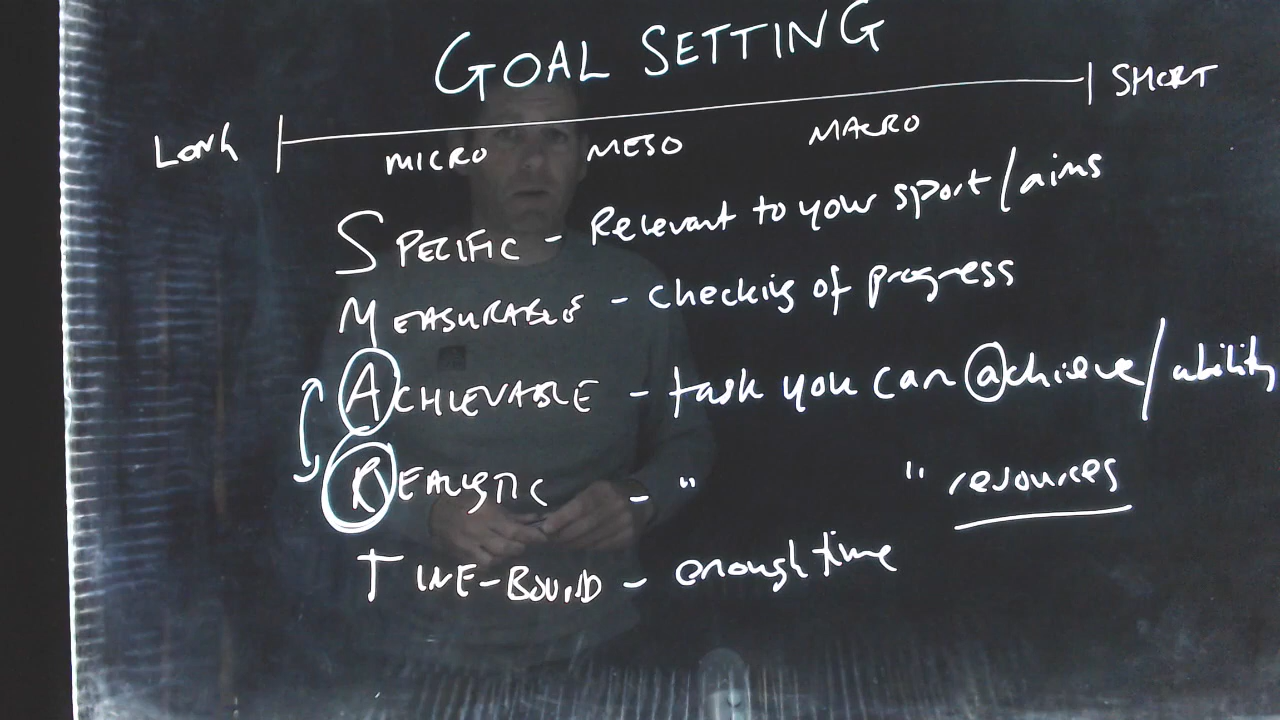 GOAL SETTING
LONG SHORT
MICRO MESO MACRO
SPECIFIC - Relevant to your sport/aims
MEASURABLE - checking of progress
ACHIEVABLE - task you can achieve/ability
REALISTIC - " " resources
TIME-BOUND - enough time